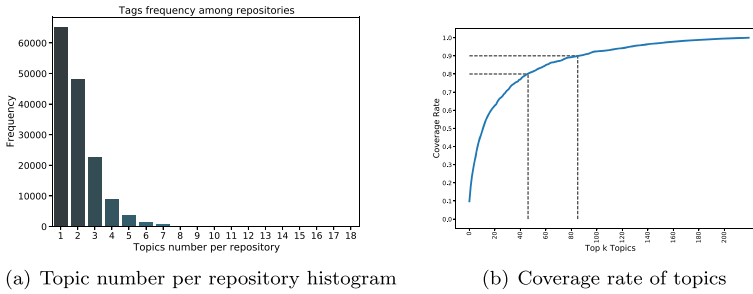 Tags frequency among repositories
Frequency
60000
50000
40000
30000
20000
10000
0
1 2 3 4 5 6 7 8 9 10 11 12 13 14 15 16 17 18
Topics number per repository
(a) Topic number per repository histogram
Coverage Rate
1.0
0.9
0.8
0.7
0.6
0.5
0.4
0.3
0.2
0.1
0.0
0 20 40 60 80 100 120 140 160 180 200
Top k Topics
(b) Coverage rate of topics